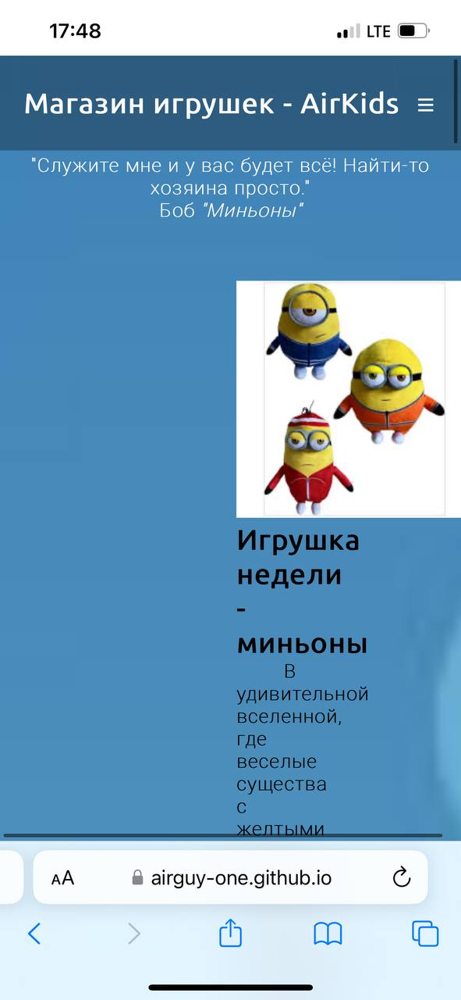 17:48
LTE
Магазин игрушек - AirKids
"Служите мне и у вас будет всё! Найти-то
хозяина просто."
Боб "Миньоны"
Игрушка
недели
-
миньоны
В
удивительной
вселенной,
где
веселые
существа
с
желтыми
AA
airguy-one.github.io